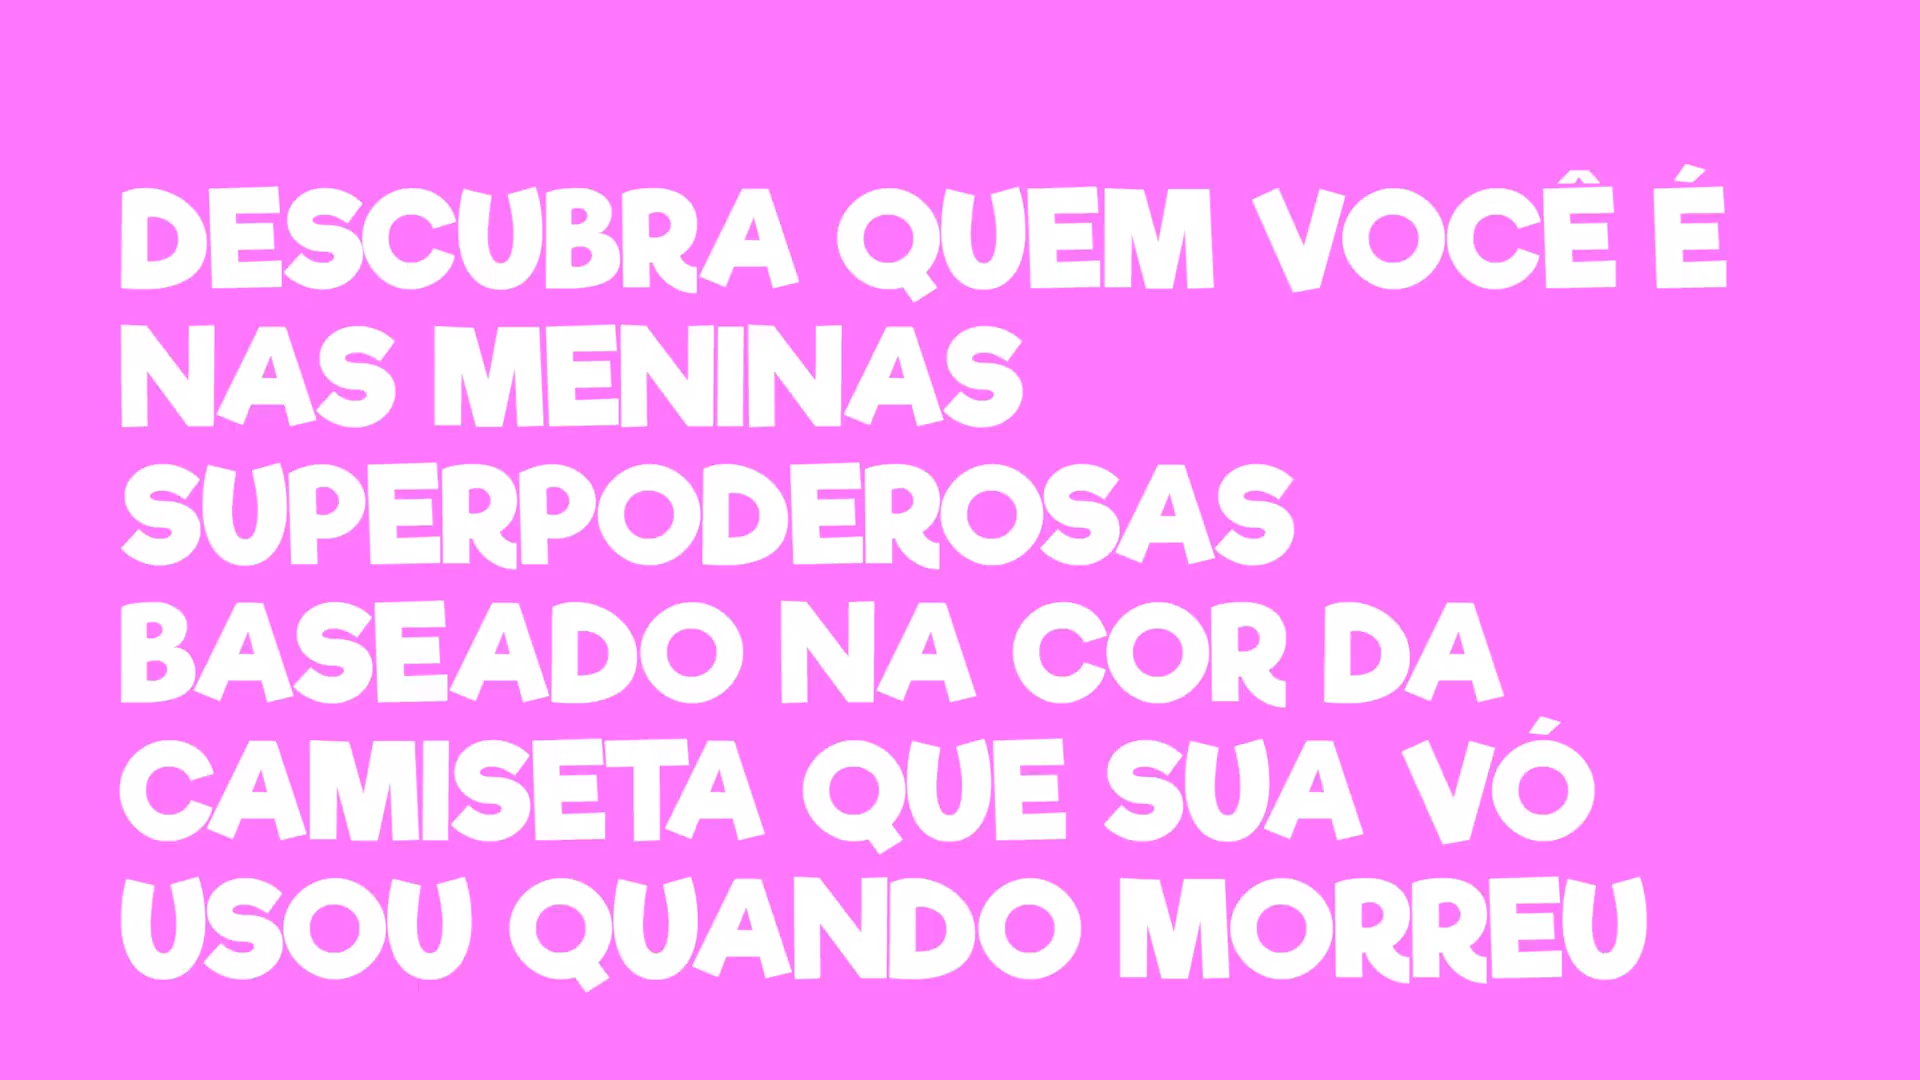 DESCUBRA QUEM VOCÊ É
NAS MENINAS
SUPERPODEROSAS
BASEADO NA COR DA
CAMISETA QUE SUA VÓ
USOU QUANDO MORREU